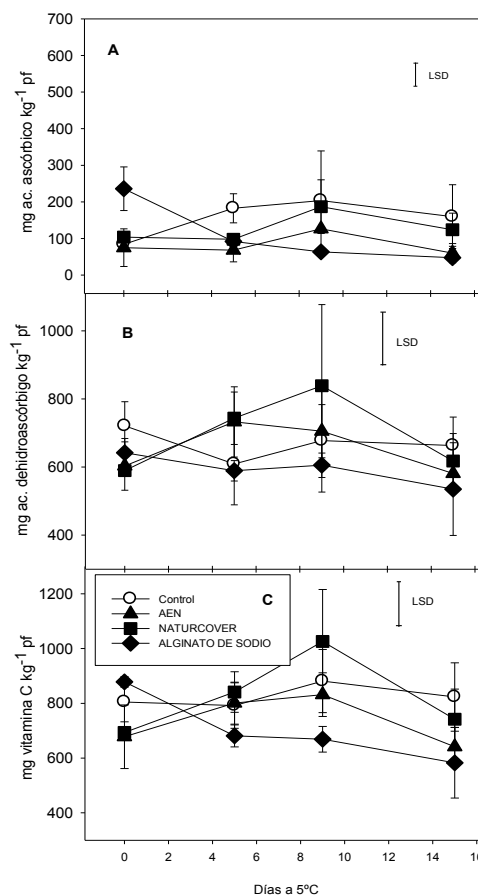 700
A
600
LSD
500
400
300
200
100
0
mg ac. ascórbico kg-1 pf
1000
B
LSD
800
600
400
mg ac. dehidroascórbigo kg-1 pf
1200
C
LSD
Control
AEN
NATURCOVER
ALGINATO DE SODIO
1000
800
600
400
mg vitamina C kg-1 pf
0 2 4 6 8 10 12 14 16
Días a 5ºC